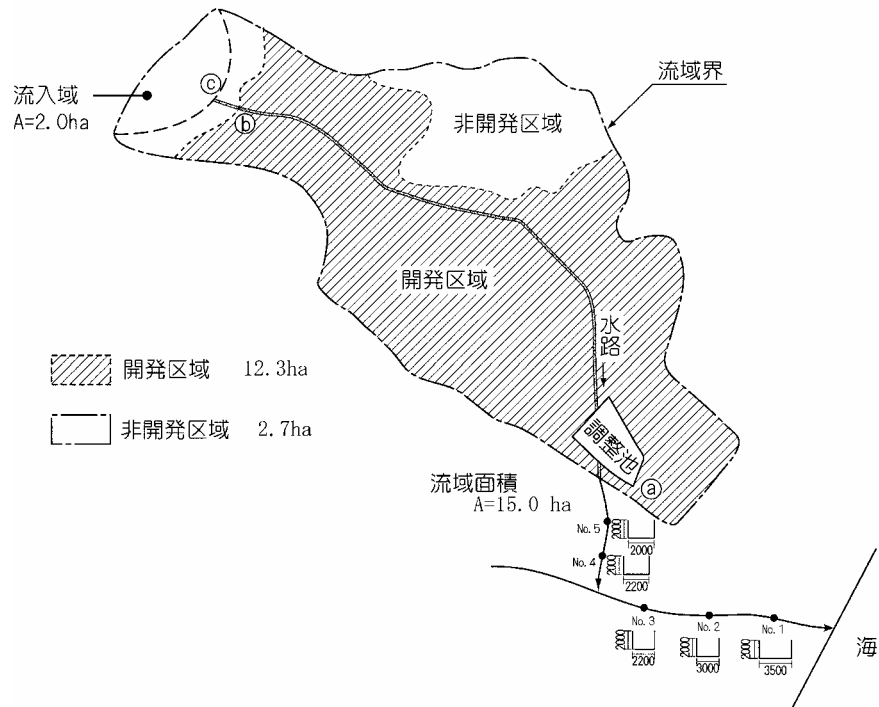 流域界
ⓒ
流入域
A=2.0ha
ⓑ
非開発区域
開発区域
水路
開発区域 12.3ha
非開発区域 2.7ha
調整池
ⓐ
流域面積
A=15.0 ha
No.5
2000
2000
No.4
2000
2200
No.3
No.2
No.1
2000
2200
2000
3000
2000
3500
海